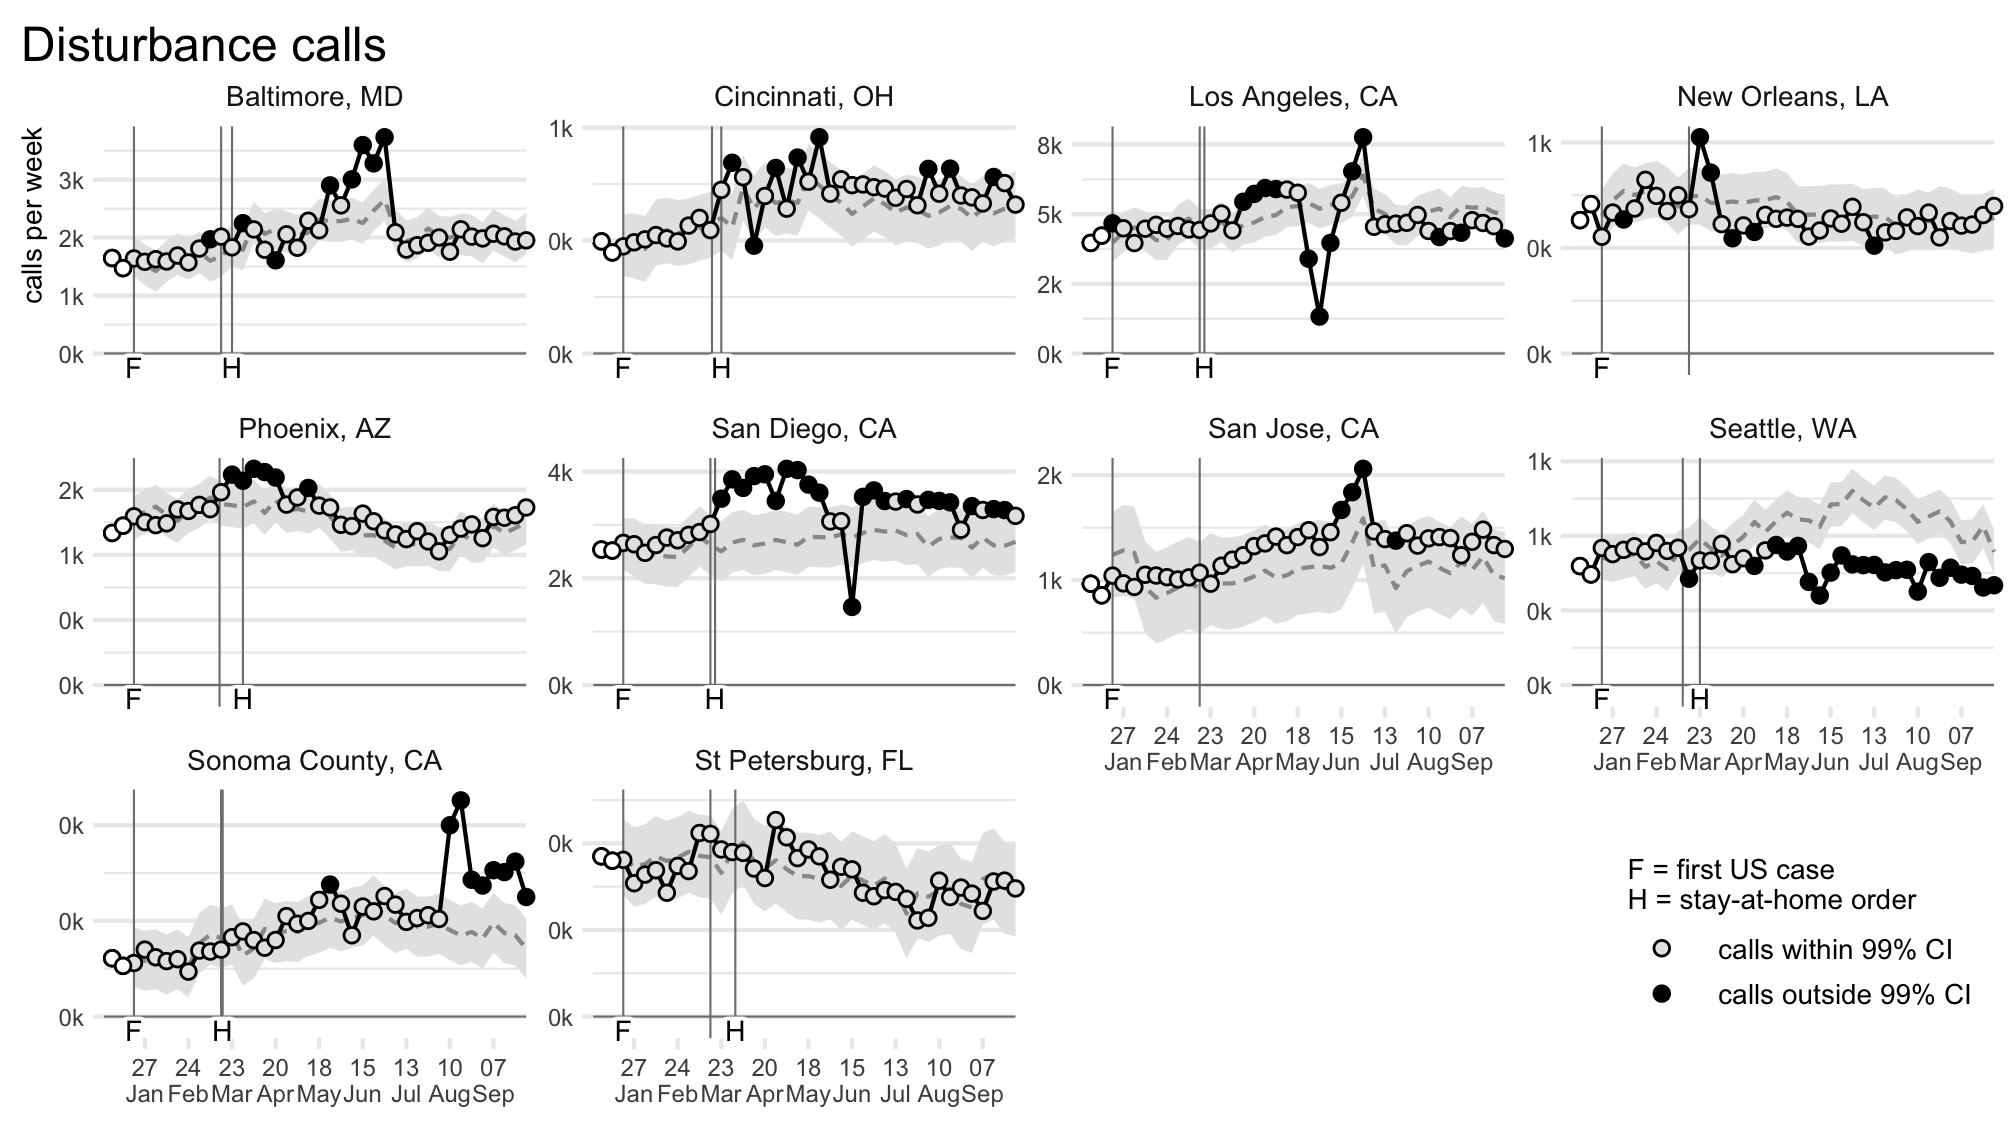 Disturbance calls
Baltimore, MD
Cincinnati, OH
Los Angeles, CA
New Orleans, LA
calls per week
3k
2k
1k
0k
F
H
1k
0k
0k
F
H
8k
5k
2k
0k
F
H
1k
0k
0k
F
Phoenix, AZ
San Diego, CA
San Jose, CA
Seattle, WA
2k
1k
0k
0k
F
H
4k
2k
0k
F
H
2k
1k
0k
F
27 24 23 20 18 15 13 10 07
Jan Feb Mar Apr May Jun Jul Aug Sep
1k
1k
0k
0k
F
H
27 24 23 20 18 15 13 10 07
Jan Feb Mar Apr May Jun Jul Aug Sep
Sonoma County, CA
St Petersburg, FL
0k
0k
0k
F
H
27 24 23 20 18 15 13 10 07
Jan Feb Mar Apr May Jun Jul Aug Sep
0k
0k
0k
F
H
27 24 23 20 18 15 13 10 07
Jan Feb Mar Apr May Jun Jul Aug Sep
F = first US case
H = stay-at-home order
calls within 99% CI
calls outside 99% CI